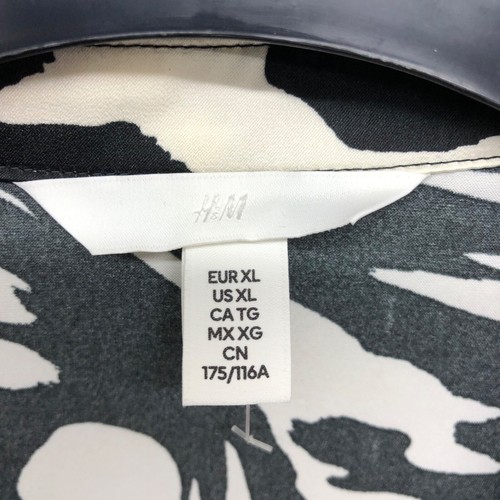 H&M
EUR XL
US XL
CA TG
MX XG
CN
175/116A